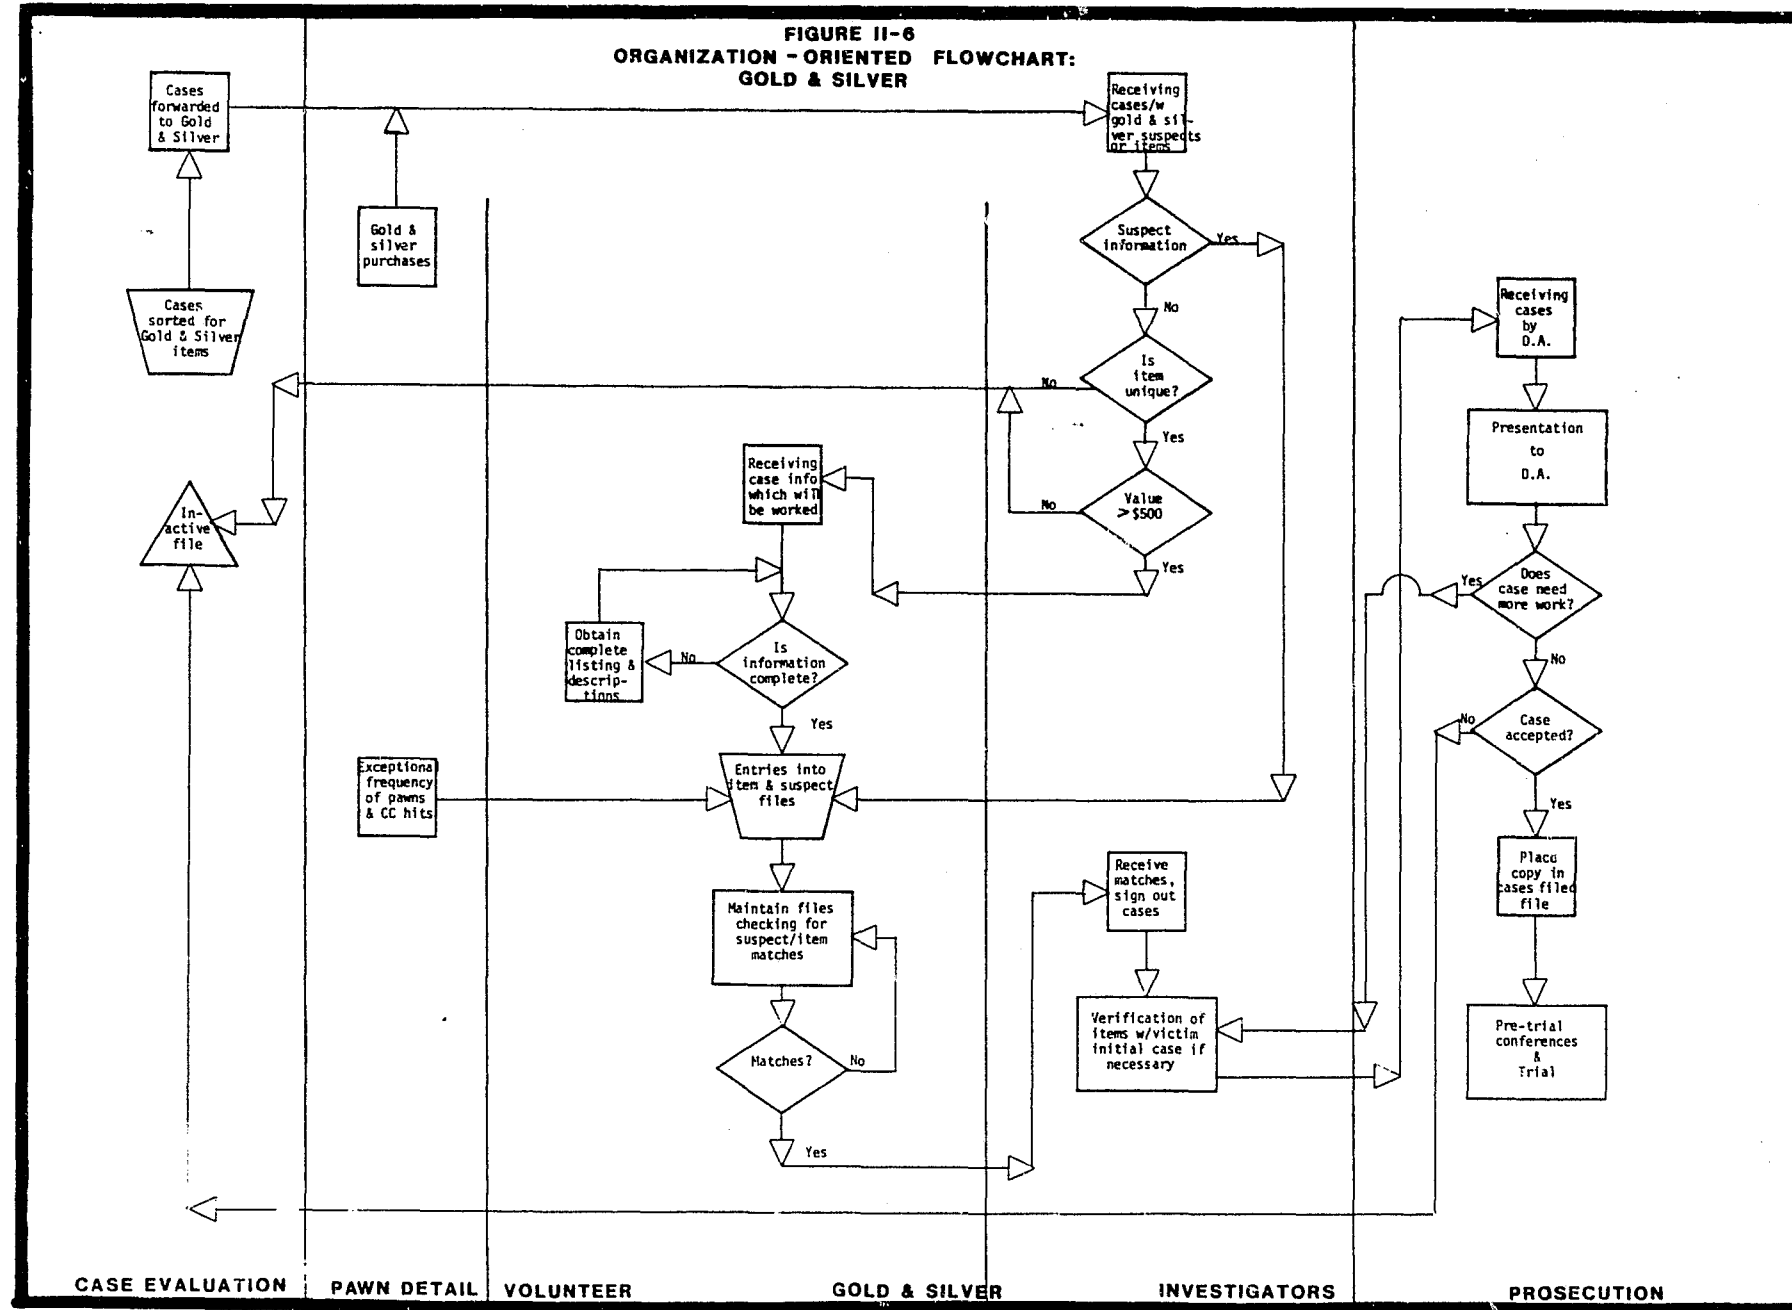 FIGURE II-6
ORGANIZATION - ORIENTED FLOWCHART:
GOLD & SILVER
Cases
forwarded
to Gold
& Silver
Receiving
cases/w
gold & sil-
ver suspects
or items
Gold &
silver
purchases
Suspect
information
Yes
Cases
sorted for
Gold & Silver
items
No
Receiving
cases
by
D.A.
Is
item
unique?
No
Yes
Presentation
to
D.A.
Receiving
case info
which will
be worked
Value
>$500
No
Yes
In-
active
file
Does
case need
more work?
Yes
No
Obtain
complete
listing &
descrip-
tions
No
Is
information
complete?
Yes
Case
accepted?
No
Yes
Exceptional
frequency
of pawns
& CC hits
Entries into
item & suspect
files
Receive
matches,
sign out
cases
Place
copy in
cases filed
file
Maintain files
checking for
suspect/item
matches
Verification of
items w/victim
initial case if
necessary
Pre-trial
conferences
&
Trial
Matches?
No
Yes
CASE EVALUATION
PAWN DETAIL
VOLUNTEER
GOLD & SILVER
INVESTIGATORS
PROSECUTION